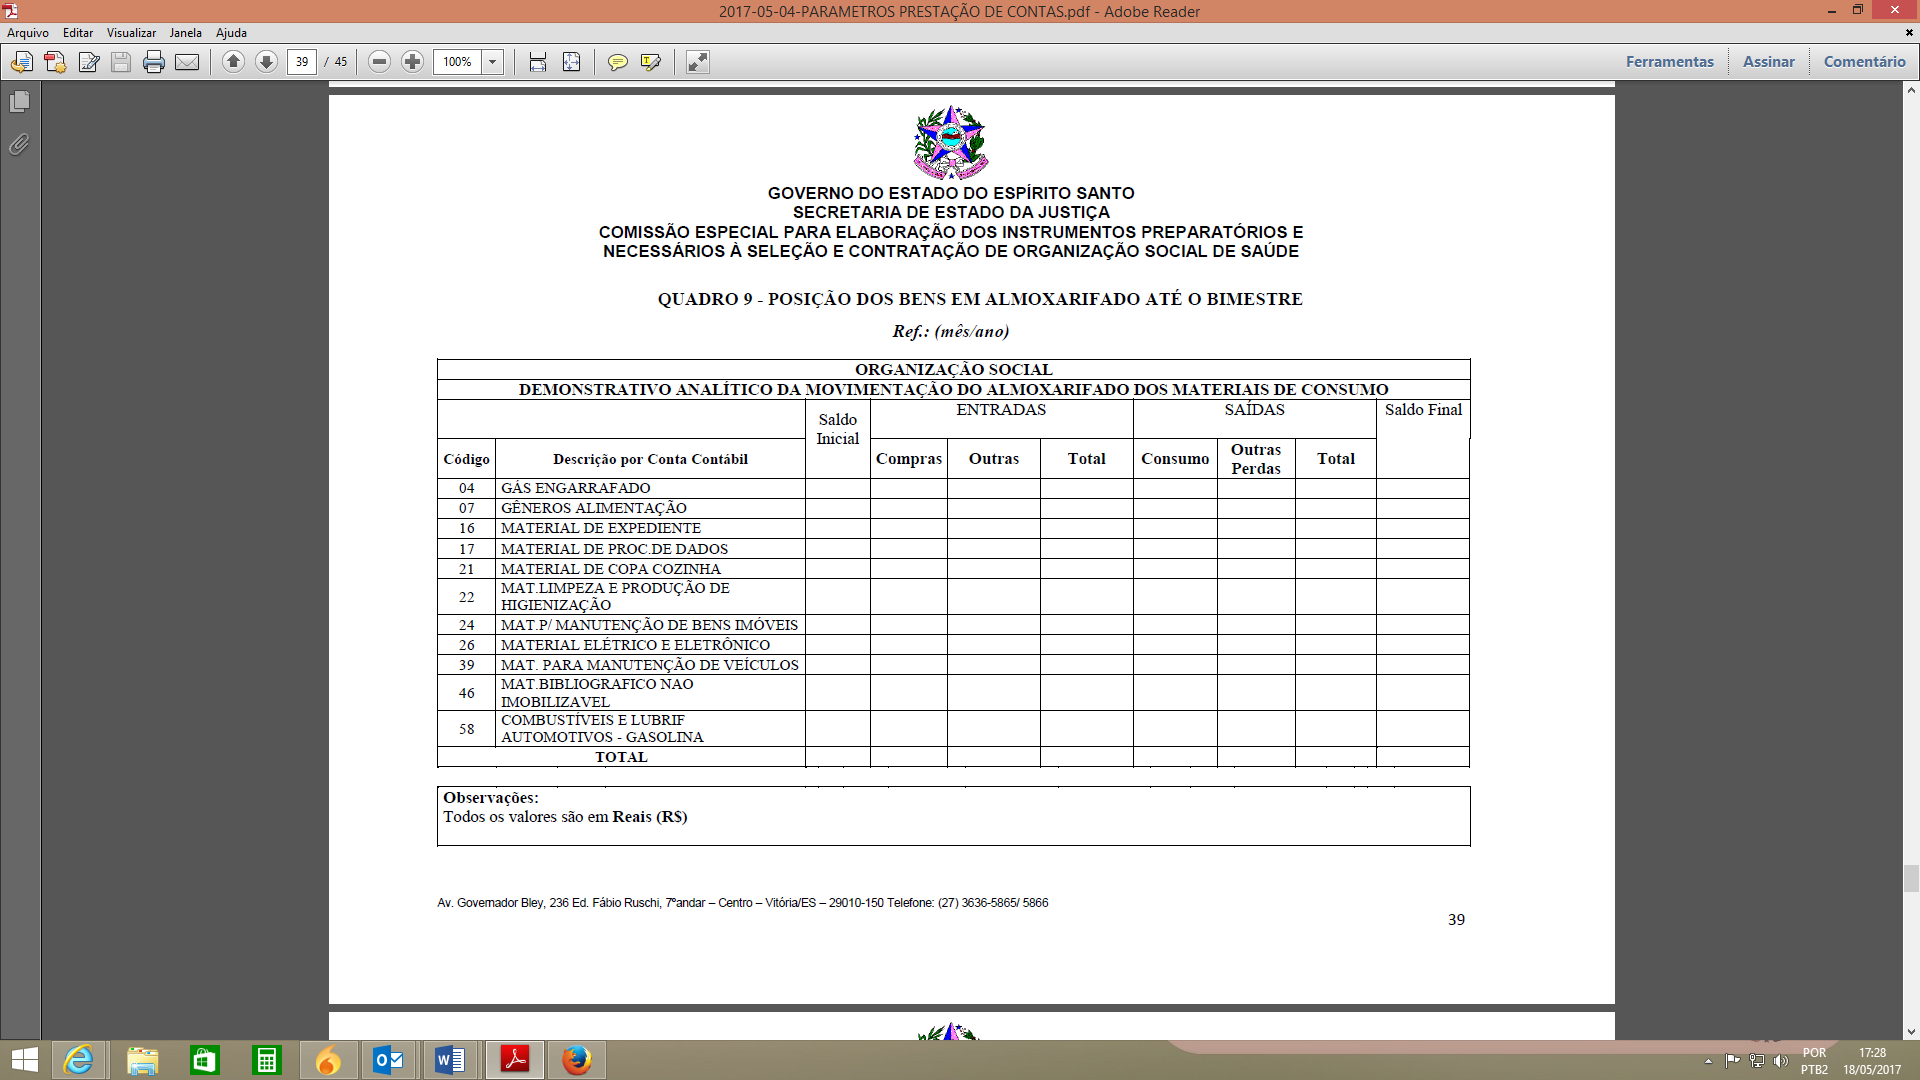 2017-05-04-PARAMETROS PRESTAÇÃO DE CONTAS.pdf - Adobe Reader
Arquivo Editar Visualizar Janela Ajuda
39 / 45 100% Ferramentas Assinar Comentário
GOVERNO DO ESTADO DO ESPÍRITO SANTO
SECRETARIA DE ESTADO DA JUSTIÇA
COMISSÃO ESPECIAL PARA ELABORAÇÃO DOS INSTRUMENTOS PREPARATÓRIOS E
NECESSÁRIOS À SELEÇÃO E CONTRATAÇÃO DE ORGANIZAÇÃO SOCIAL DE SAÚDE
QUADRO 9 - POSIÇÃO DOS BENS EM ALMOXARIFADO ATÉ O BIMESTRE
Ref.: (mês/ano)
ORGANIZAÇÃO SOCIAL
DEMONSTRATIVO ANALÍTICO DA MOVIMENTAÇÃO DO ALMOXARIFADO DOS MATERIAIS DE CONSUMO
Saldo Inicial ENTRADAS SAÍDAS Saldo Final
Código Descrição por Conta Contábil Compras Outras Total Consumo Outras Perdas Total
04 GÁS ENGARRAFADO
07 GÊNEROS ALIMENTAÇÃO
16 MATERIAL DE EXPEDIENTE
17 MATERIAL DE PROC.DE DADOS
21 MATERIAL DE COPA COZINHA
22 MAT.LIMPEZA E PRODUÇÃO DE
HIGIENIZAÇÃO
24 MAT.P/ MANUTENÇÃO DE BENS IMÓVEIS
26 MATERIAL ELÉTRICO E ELETRÔNICO
39 MAT. PARA MANUTENÇÃO DE VEÍCULOS
46 MAT.BIBLIOGRAFICO NAO
IMOBILIZAVEL
58 COMBUSTÍVEIS E LUBRIF
AUTOMOTIVOS - GASOLINA
TOTAL
Observações:
Todos os valores são em Reais (R$)
Av. Governador Bley, 236 Ed. Fábio Ruschi, 7ºandar – Centro – Vitória/ES – 29010-150 Telefone: (27) 3636-5865/ 5866
39
POR 17:28
PTB2 18/05/2017